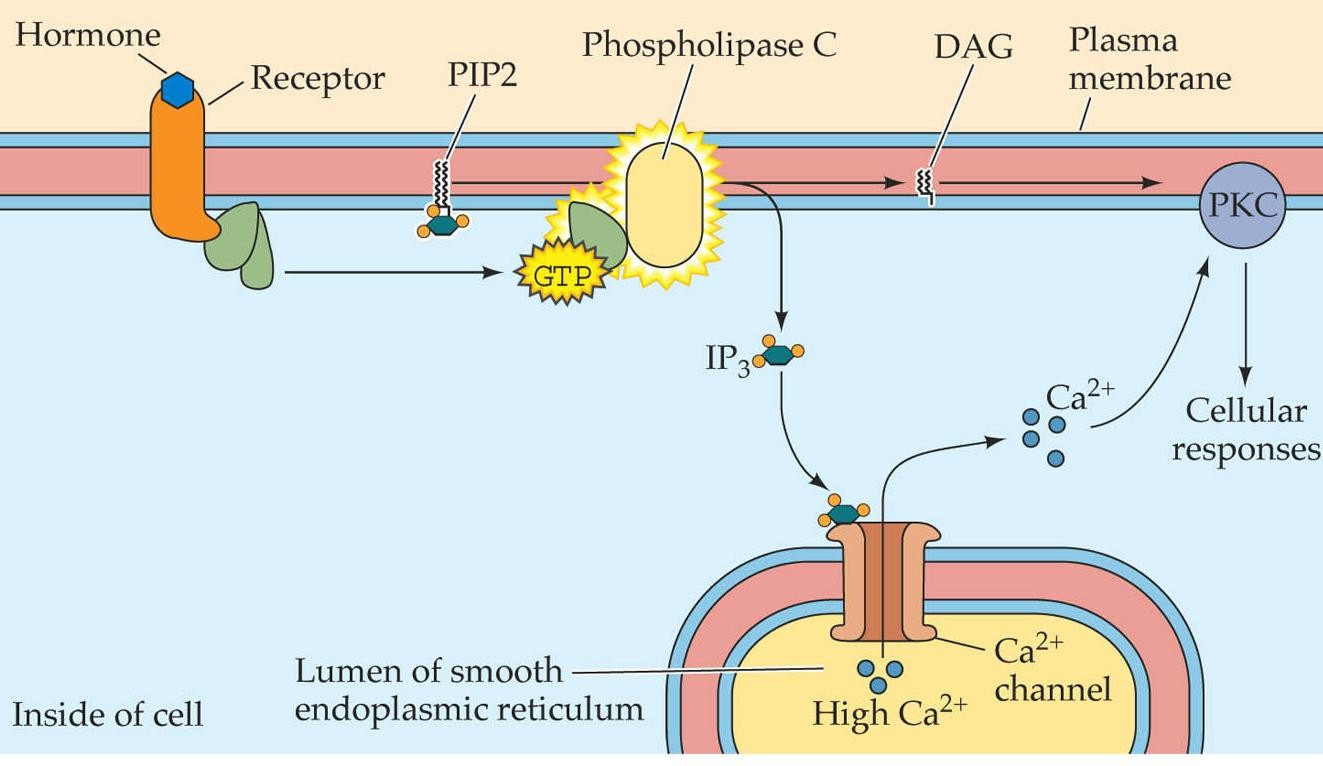 Hormone
Receptor
PIP2
Phospholipase C
DAG
Plasma
membrane
PKC
GTP
IP3
Ca2+
Cellular
responses
Ca2+
channel
Lumen of smooth
endoplasmic reticulum
High Ca2+
Inside of cell